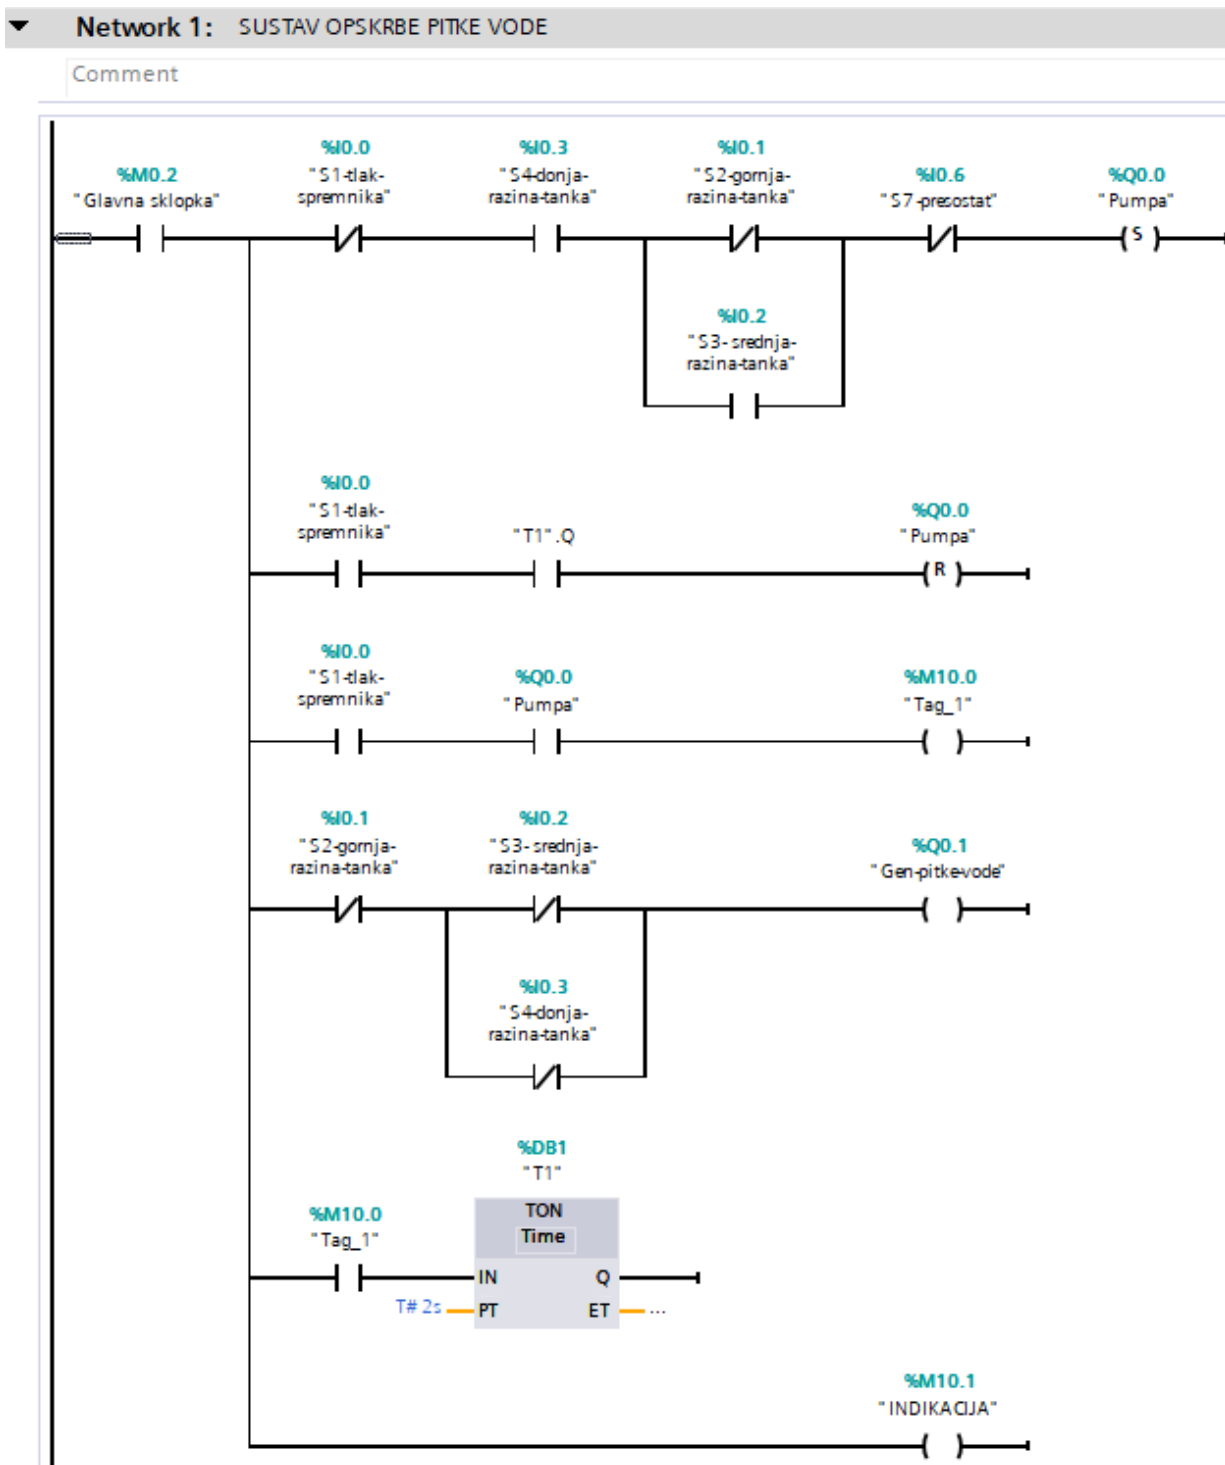 Network 1: SUSTAV OPSKRBE PITKE VODE
Comment
%M0.2
"Glavna sklopka"
%I0.0
"S1-tlak-
spremnika"
%I0.3
"S4-donja-
razina-tanka"
%I0.1
"S2-gornja-
razina-tanka"
%I0.6
"S7-presostat"
%Q0.0
"Pumpa"
S
%I0.2
"S3- srednja-
razina-tanka"
%I0.0
"S1-tlak-
spremnika"
"T1".Q
%Q0.0
"Pumpa"
R
%I0.0
"S1-tlak-
spremnika"
%Q0.0
"Pumpa"
%M10.0
"Tag_1"
%I0.1
"S2-gornja-
razina-tanka"
%I0.2
"S3- srednja-
razina-tanka"
%Q0.1
"Gen-pitke-vode"
%I0.3
"S4-donja-
razina-tanka"
%DB1
"T1"
%M10.0
"Tag_1"
TON
Time
IN Q
T# 2s PT ET ...
%M10.1
"INDIKACIJA"